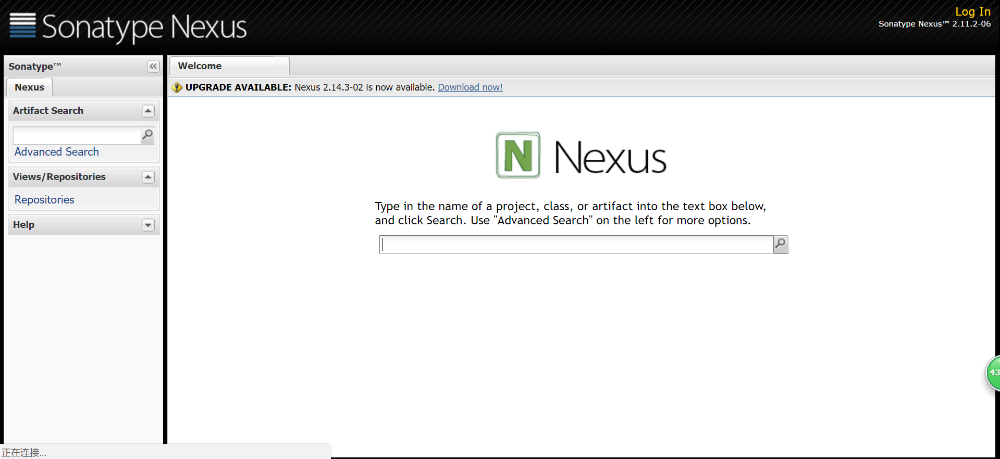 Sonatype Nexus
Log In
Sonatype Nexus™ 2.11.2-06
Sonatype™
Nexus
Artifact Search
Advanced Search
Views/Repositories
Repositories
Help
Welcome
UPGRADE AVAILABLE: Nexus 2.14.3-02 is now available. Download now!
N Nexus
Type in the name of a project, class, or artifact into the text box below,
and click Search. Use "Advanced Search" on the left for more options.
43
正在连接...